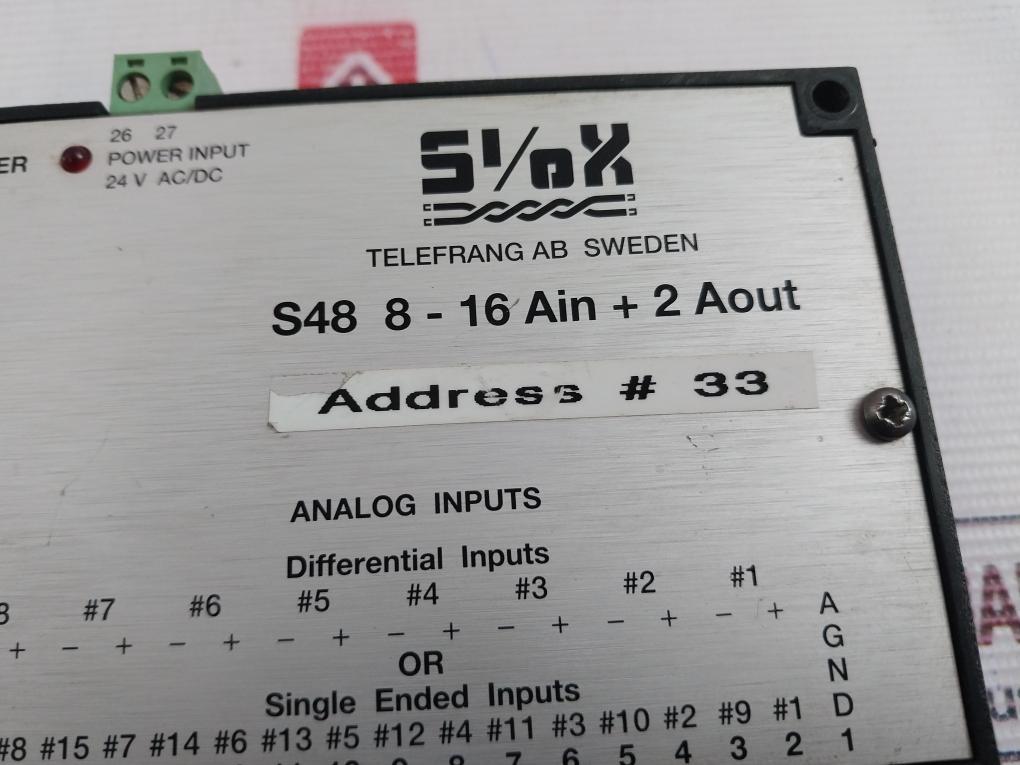 26 27
ER POWER INPUT
24 V AC/DC
SI/OX
TELEFRANG AB SWEDEN
S48 8 - 16 Ain + 2 Aout
Address # 33
ANALOG INPUTS
Differential Inputs
#7 #6 #5 #4 #3 #2 #1
+ - + - + - + - + - + - + - +
AGND
OR
Single Ended Inputs
#8 #15 #7 #14 #6 #13 #5 #12 #4 #11 #3 #10 #2 #9 #1
7 6 5 4 3 2 1